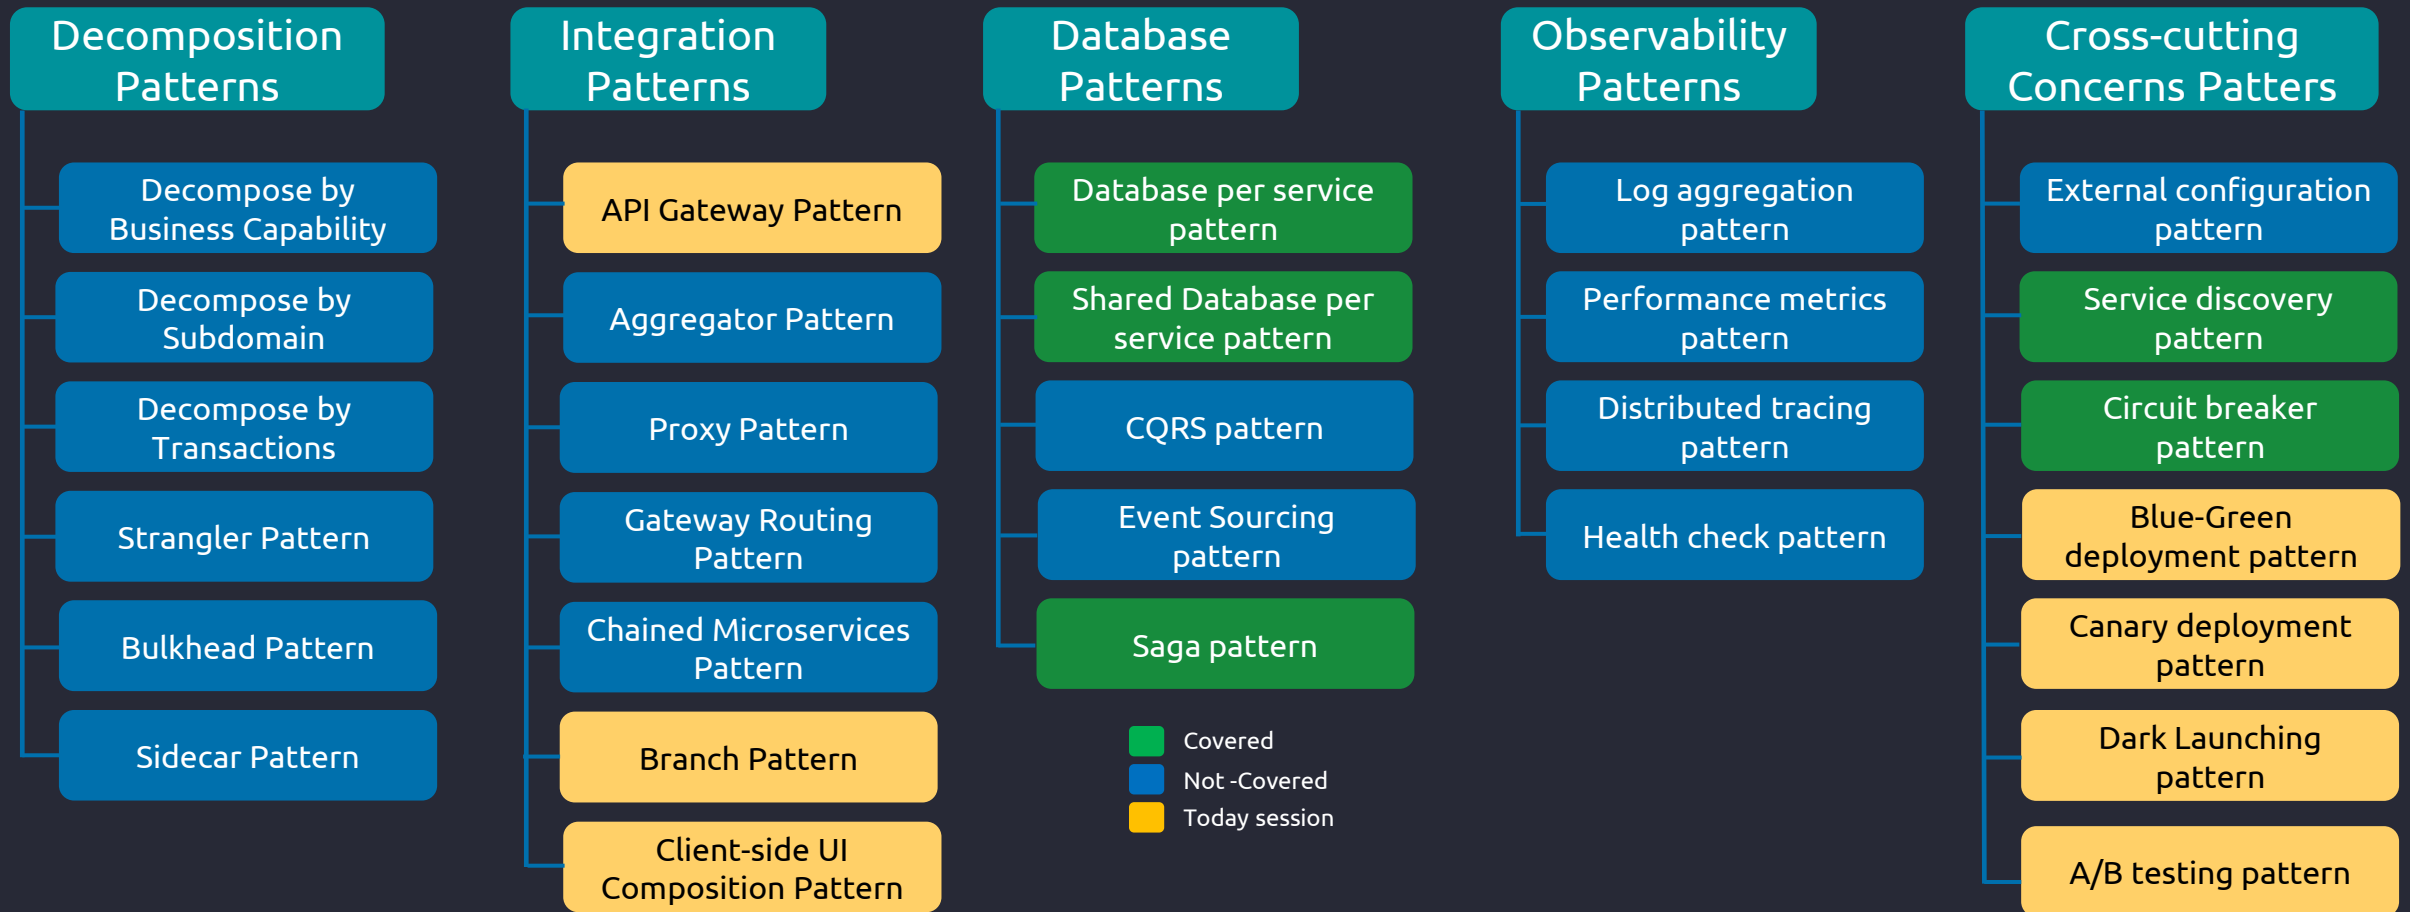 Decomposition
Patterns
Decompose by
Business Capability
Decompose by
Subdomain
Decompose by
Transactions
Strangler Pattern
Bulkhead Pattern
Sidecar Pattern
Integration
Patterns
API Gateway Pattern
Aggregator Pattern
Proxy Pattern
Gateway Routing
Pattern
Chained Microservices
Pattern
Branch Pattern
Client-side UI
Composition Pattern
Database
Patterns
Database per service
pattern
Shared Database per
service pattern
CQRS pattern
Event Sourcing
pattern
Saga pattern
Covered
Not -Covered
Today session
Observability
Patterns
Log aggregation
pattern
Performance metrics
pattern
Distributed tracing
pattern
Health check pattern
Cross-cutting
Concerns Patters
External configuration
pattern
Service discovery
pattern
Circuit breaker
pattern
Blue-Green
deployment pattern
Canary deployment
pattern
Dark Launching
pattern
A/B testing pattern